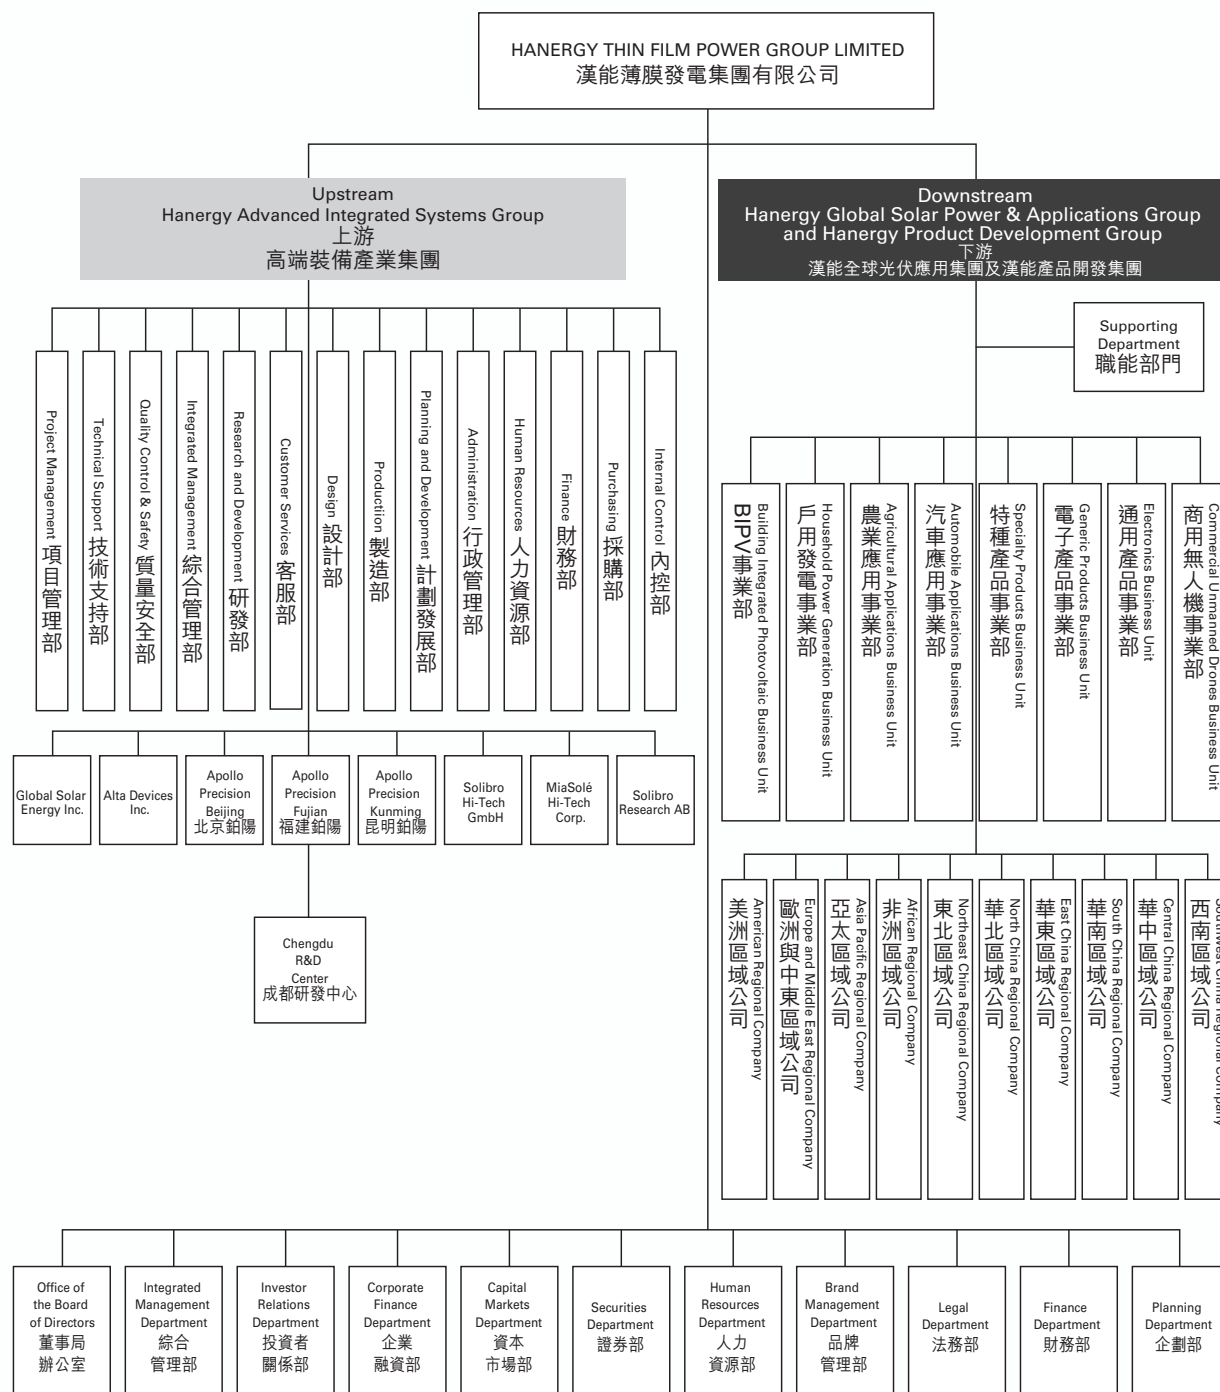 HANERGY THIN FILM POWER GROUP LIMITED
漢能薄膜發電集團有限公司
Upstream
Hanergy Advanced Integrated Systems Group
上游
高端裝備產業集團
Downstream
Hanergy Global Solar Power & Applications Group
and Hanergy Product Development Group
下游
漢能全球光伏應用集團及漢能產品開發集團
Supporting
Department
職能部門
Project Management 項目管理部
Technical Support 技術支持部
Quality Control & Safety 質量安全部
Integrated Management 綜合管理部
Research and Development 研發部
Customer Services 客服部
Design 設計部
Productiion 製造部
Planning and Development 計劃發展部
Administration 行政管理部
Human Resources 人力資源部
Finance 財務部
Purchasing 採購部
Internal Control 內控部
Building Integrated Photovoltaic Business Unit
BIPV事業部
Household Power Generation Business Unit
戶用發電事業部
Agricultural Applications Business Unit
農業應用事業部
Automobile Applications Business Unit
汽車應用事業部
Specialty Products Business Unit
特種產品事業部
Generic Products Business Unit
電子產品事業部
Electronics Business Unit
通用產品事業部
Commercial Unmanned Drones Business Unit
商用無人機事業部
Global Solar
Energy Inc.
Alta Devices
Inc.
Apollo
Precision
Beijing
北京鉑陽
Apollo
Precision
Fujian
福建鉑陽
Apollo
Precision
Kunming
昆明鉑陽
Solibro
Hi-Tech
GmbH
MiaSolé
Hi-Tech
Corp.
Solibro
Research AB
Chengdu
R&D
Center
成都研發中心
American Regional Company
美洲區域公司
Europe and Middle East Regional Company
歐洲與中東區域公司
Asia Pacific Regional Company
亞太區域公司
African Regional Company
非洲區域公司
Northeast China Regional Company
東北區域公司
North China Regional Company
華北區域公司
East China Regional Company
華東區域公司
South China Regional Company
華南區域公司
Central China Regional Company
華中區域公司
Southwest China Regional Company
西南區域公司
Office of
the Board
of Directors
董事局
辦公室
Integrated
Management
Department
綜合
管理部
Investor
Relations
Department
投資者
關係部
Corporate
Finance
Department
企業
融資部
Capital
Markets
Department
資本
市場部
Securities
Department
證券部
Human
Resources
Department
人力
資源部
Brand
Management
Department
品牌
管理部
Legal
Department
法務部
Finance
Department
財務部
Planning
Department
企劃部